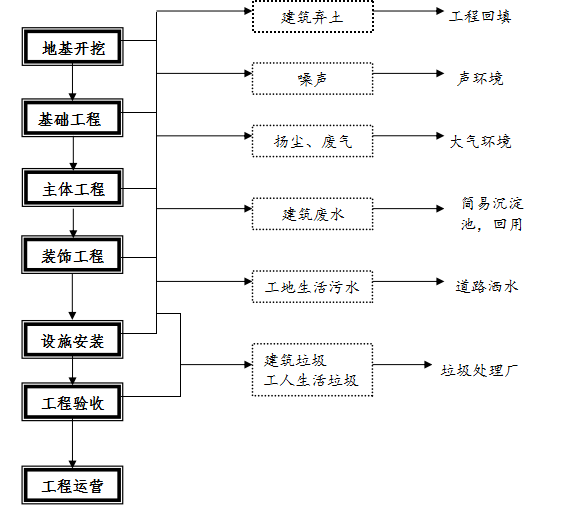 建筑弃土
工程回填
地基开挖
噪声
声环境
基础工程
扬尘、废气
大气环境
主体工程
建筑废水
简易沉淀
池，回用
装饰工程
工地生活污水
道路洒水
设施安装
建筑垃圾
工人生活垃圾
垃圾处理厂
工程验收
工程运营